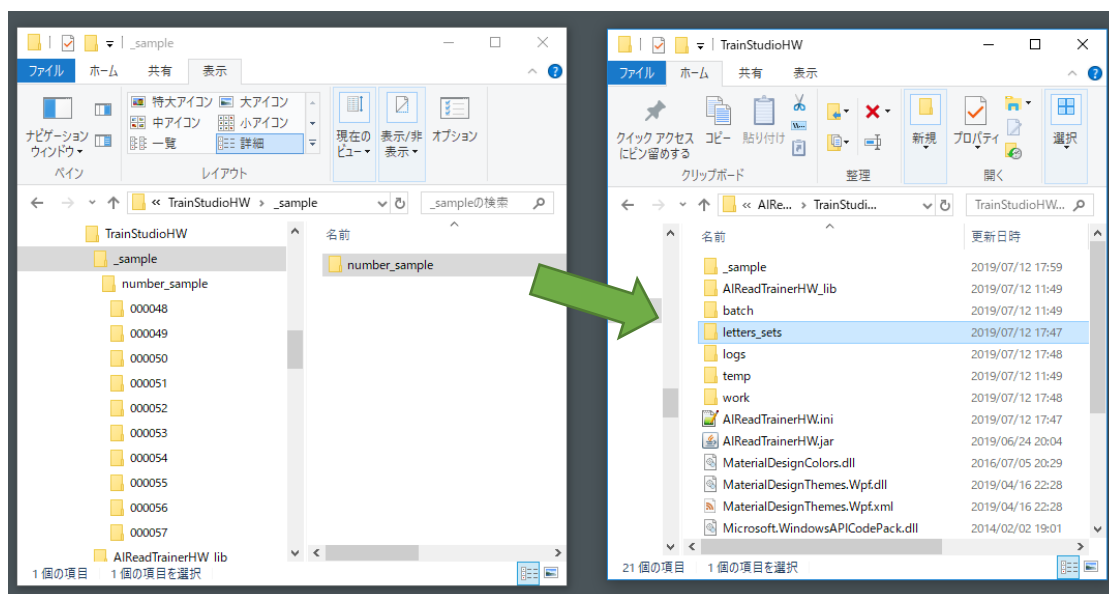 _sample
ファイル ホーム 共有 表示
特大アイコン 大アイコン
中アイコン 小アイコン
一覧 詳細
ナビゲーション
ウィンドウ
現在の
ビュー
表示/非
表示
オプション
ペイン レイアウト
« TrainStudioHW › _sample
_sampleの検索
TrainStudioHW
_sample
number_sample
000048
000049
000050
000051
000052
000053
000054
000055
000056
000057
AIReadTrainerHW_lib
名前
number_sample
1 個の項目 1 個の項目を選択
TrainStudioHW
ファイル ホーム 共有 表示
クイック アクセス
にピン留めする
コピー 貼り付け
新規
プロパティ
選択
クリップボード 整理 開く
« AIRe... › TrainStudi...
TrainStudioHW...
名前 更新日時
_sample 2019/07/12 17:59
AIReadTrainerHW_lib 2019/07/12 11:49
batch 2019/07/12 11:49
letters_sets 2019/07/12 17:47
logs 2019/07/12 17:48
temp 2019/07/12 11:49
work 2019/07/12 17:48
AIReadTrainerHW.ini 2019/07/12 17:47
AIReadTrainerHW.jar 2019/06/24 20:04
MaterialDesignColors.dll 2016/07/05 20:29
MaterialDesignThemes.Wpf.dll 2019/04/16 22:28
MaterialDesignThemes.Wpf.xml 2019/04/16 22:28
Microsoft.WindowsAPICodePack.dll 2014/02/02 19:01
21 個の項目 1 個の項目を選択